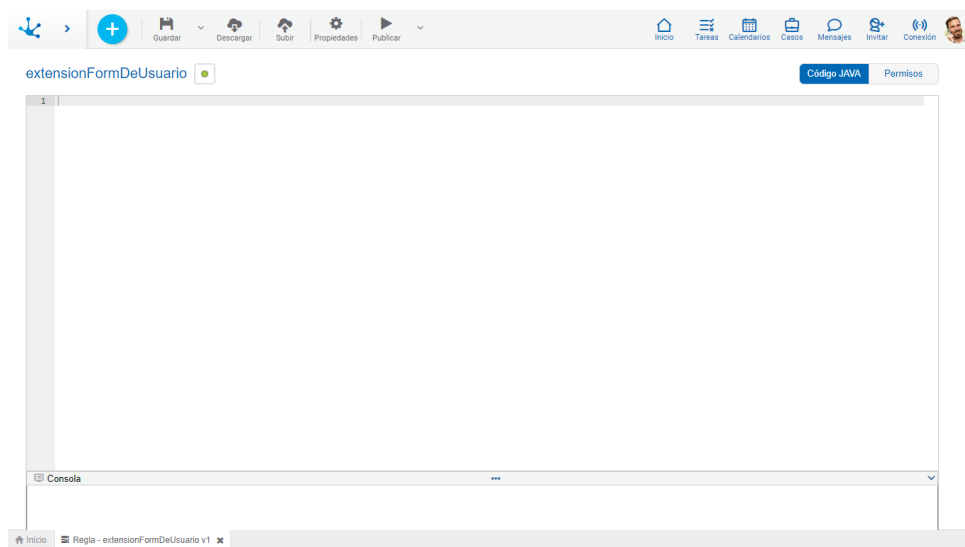 Guardar Descargar Subir Propiedades Publicar Inicio Tareas Calendarios Casos Mensajes Invitar Conexión
extensionFormDeUsuario Código JAVA Permisos
1
Consola
Inicio Regla - extensionFormDeUsuario v1